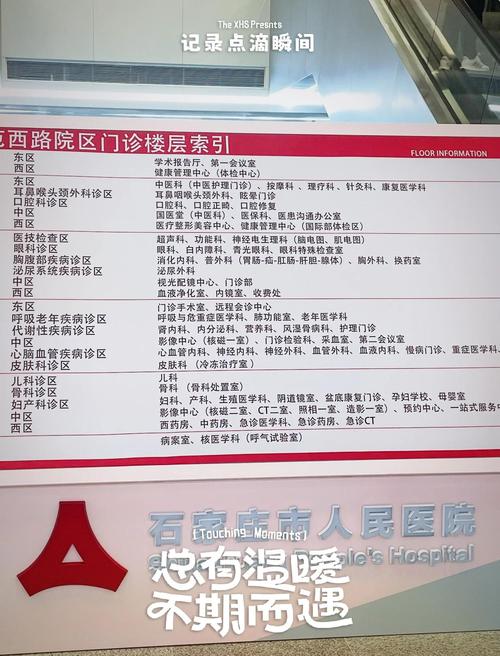 The XHS Presnts
记录点滴瞬间
范西路院区门诊楼层索引
FLOOR INFORMATION
东区 学术报告厅、第一会议室
西区 健康管理中心（体检中心）
东区 中医科（中医护理门诊）、按摩科、理疗科、针灸科、康复医学科
耳鼻喉头颈外科诊区 耳鼻咽喉头颈外科、眩晕门诊
口腔科诊区 口腔科、口腔正畸、口腔修复
中区 国医堂（中医科）、医保科、医患沟通办公室
西区 医疗整形美容中心、健康管理中心（国际部体检区）
医技检查区 超声科、功能科、神经电生理科（脑电图、肌电图）
眼科诊区 眼科、白内障科、青光眼科、眼科特殊检查室
胸腹部疾病诊区 消化内科、普外科（胃肠-疝-肛肠-肝胆-腺体）、胸外科、换药室
泌尿系统疾病诊区 泌尿外科
中区 视光配镜中心、门诊部
西区 血液净化室、内镜室、收费处
东区 门诊手术室、远程会诊中心
呼吸老年疾病诊区 呼吸与危重症医学科、肺功能室、老年医学科
代谢性疾病诊区 肾内科、内分泌科、营养科、风湿骨病科、护理门诊
中区 影像中心（核磁一室）、门诊检验科、采血室、第二会议室
心脑血管疾病诊区 心血管内科、神经内科、神经外科、血管外科、血液内科、慢病门诊、重症医学科
皮肤科诊区 皮肤科（冷冻治疗室）
儿科诊区 儿科
骨科诊区 骨科（骨科处置室）
妇产科诊区 妇科、产科、生殖医学科、阴道镜室、盆底康复门诊、孕妇学校、母婴室
中区 影像中心（核磁二室、CT二室、照相一室、造影一室）、预约中心、一站式服务中
西区 西药房、中药房、急诊医学科、急诊药房、急诊CT
病案室、核医学科（呼气试验室）
石家庄市人民医院
People's Hospital
(Touching Moments)
总有温暖
不期而遇